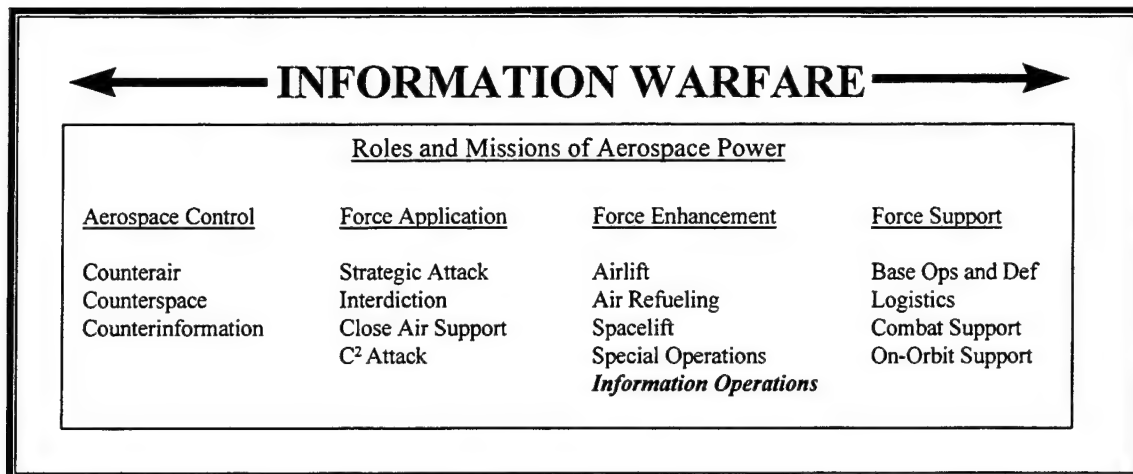 INFORMATION WARFARE
Roles and Missions of Aerospace Power
Aerospace Control Force Application Force Enhancement Force Support
Counterair Strategic Attack Airlift Base Ops and Def
Counterspace Interdiction Air Refueling Logistics
Counterinformation Close Air Support Spacelift Combat Support
C² Attack Special Operations On-Orbit Support
Information Operations